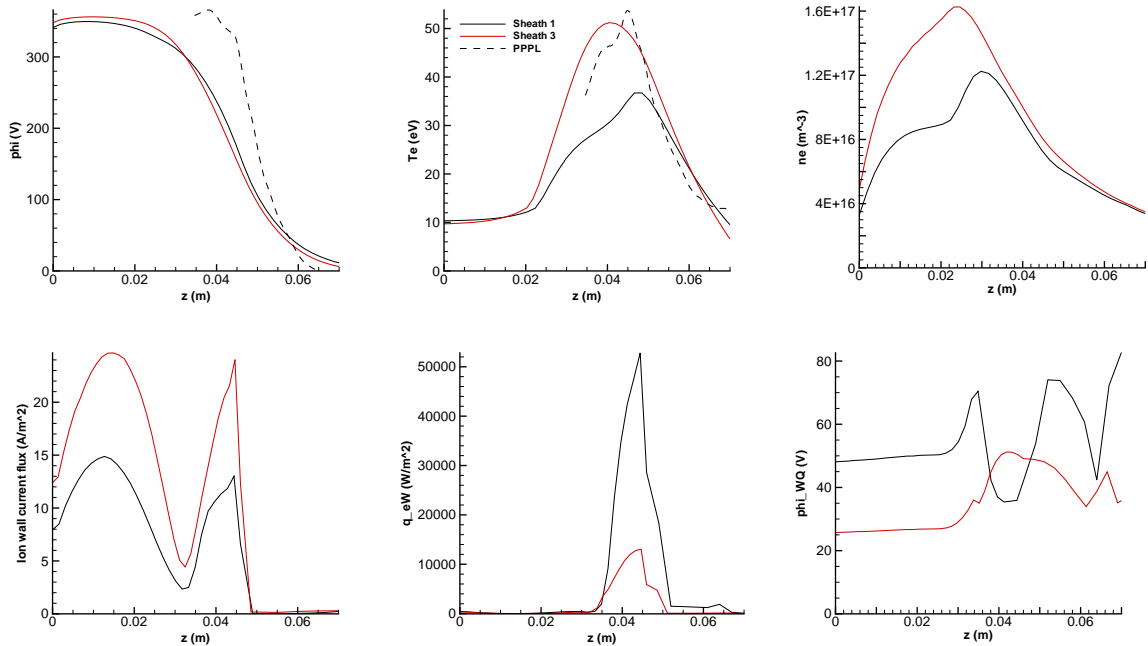 phi (V)
300
200
100
0
0
0.02
0.04
0.06
z (m)
Te (eV)
50
40
30
20
10
0
0
0.02
0.04
0.06
z (m)
Sheath 1
Sheath 3
PPPL
ne (m^-3)
1.6E+17
1.2E+17
8E+16
4E+16
0
0
0.02
0.04
0.06
z (m)
Ion wall current flux (A/m^2)
20
15
10
5
0
0
0.02
0.04
0.06
z (m)
q_eW (W/m^2)
50000
40000
30000
20000
10000
0
0
0.02
0.04
0.06
z (m)
phi_WQ (V)
80
60
40
20
0
0
0.02
0.04
0.06
z (m)